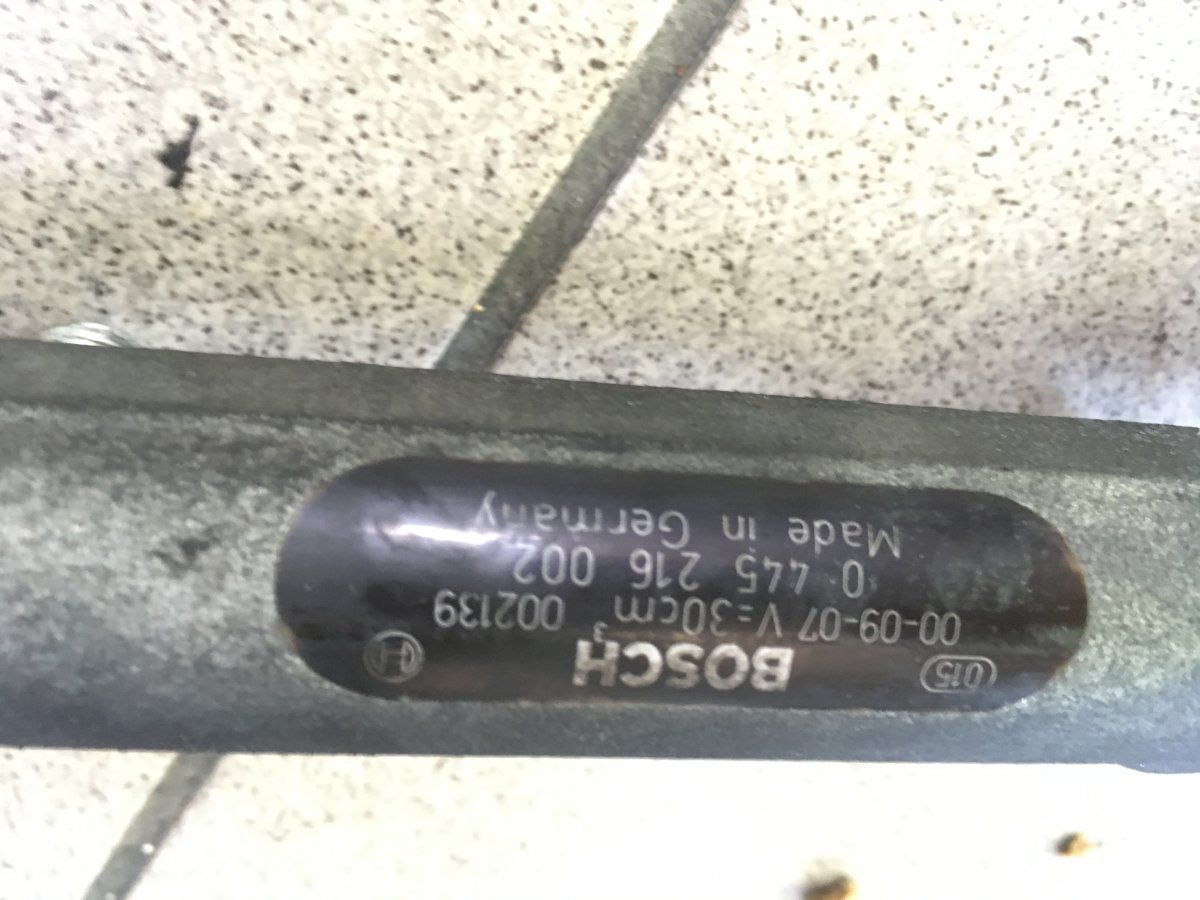 015 BOSCH
00-09-07 V=30cm³ 002139
0 445 216 002
Made in Germany